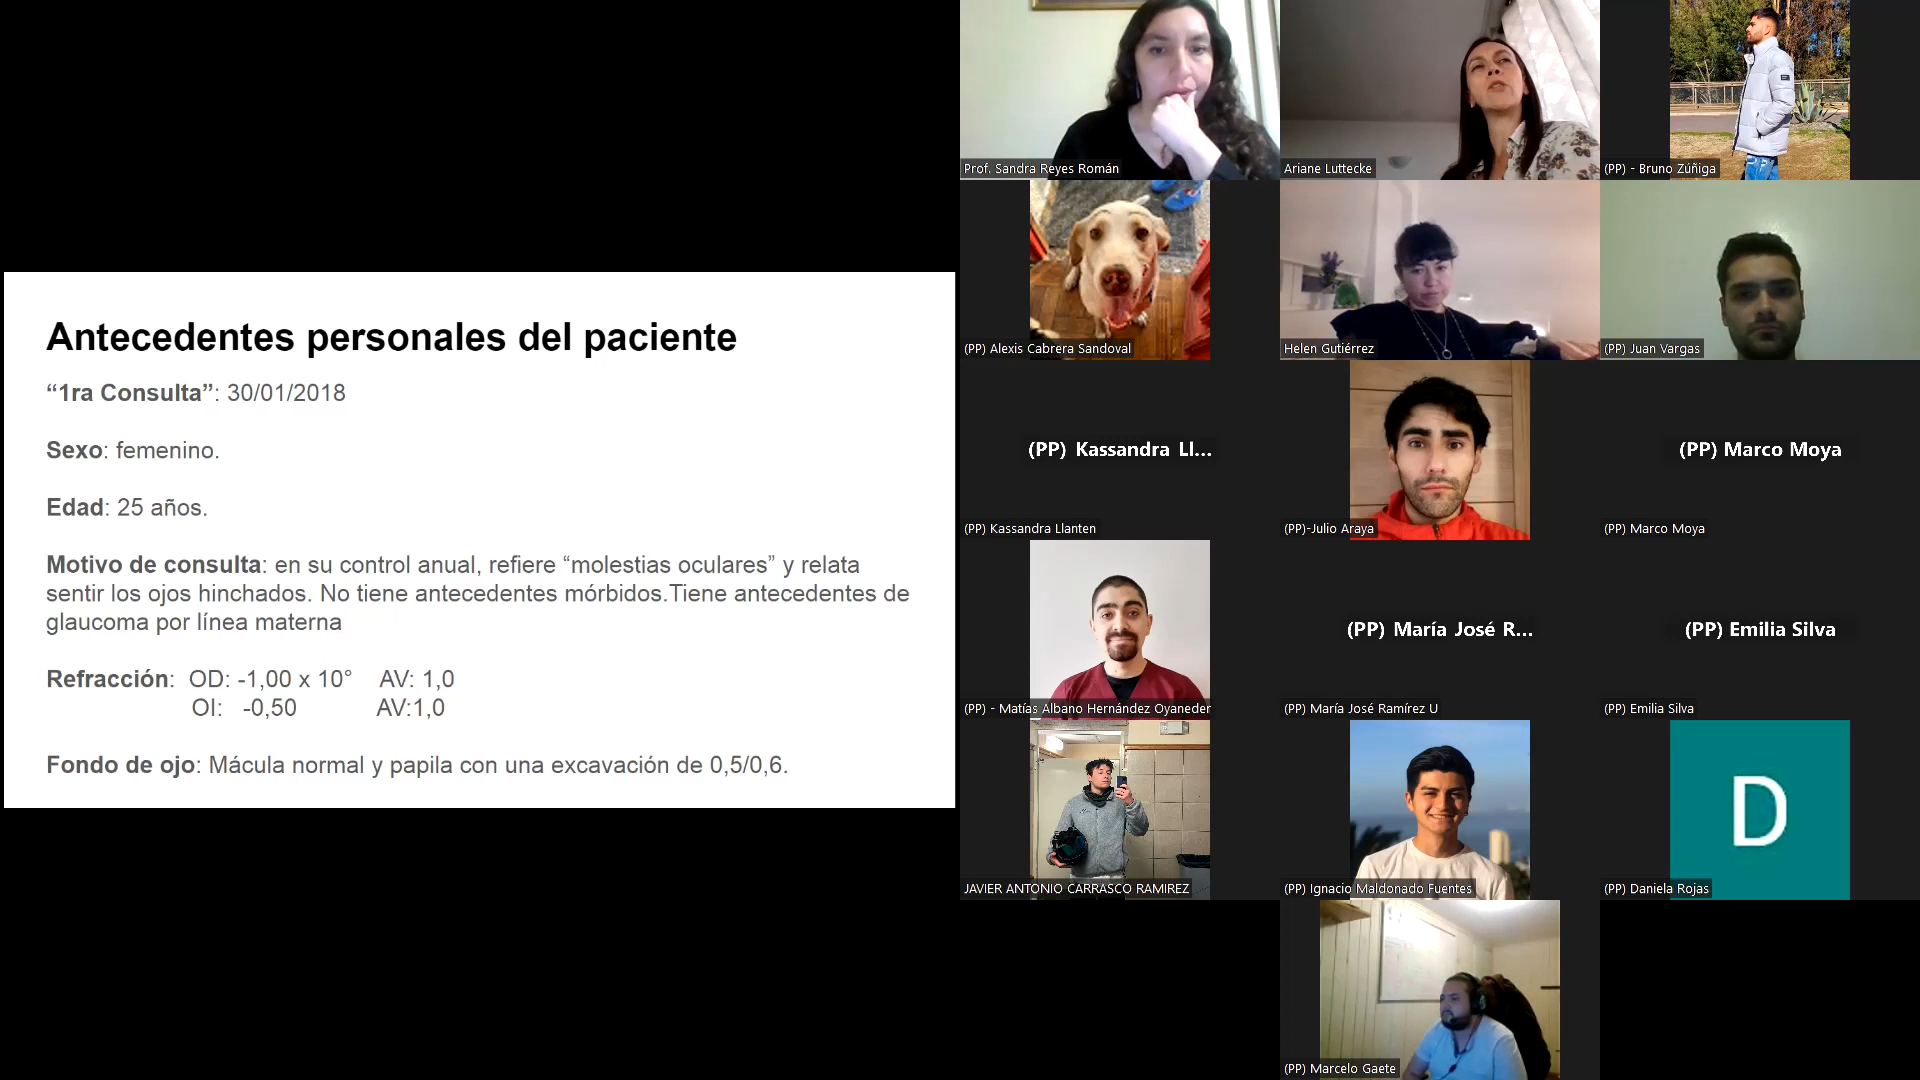 Antecedentes personales del paciente
“1ra Consulta”: 30/01/2018
Sexo: femenino.
Edad: 25 años.
Motivo de consulta: en su control anual, refiere “molestias oculares” y relata
sentir los ojos hinchados. No tiene antecedentes mórbidos.Tiene antecedentes de
glaucoma por línea materna
Refracción: OD: -1,00 x 10° AV: 1,0
OI: -0,50 AV:1,0
Fondo de ojo: Mácula normal y papila con una excavación de 0,5/0,6.
Prof. Sandra Reyes Román
Ariane Luttecke
(PP) - Bruno Zúñiga
(PP) Alexis Cabrera Sandoval
Helen Gutiérrez
(PP) Juan Vargas
(PP) Kassandra Ll...
(PP) Marco Moya
(PP) Kassandra Llanten
(PP)-Julio Araya
(PP) Marco Moya
(PP) María José R...
(PP) Emilia Silva
(PP) - Matías Albano Hernández Oyaneder
(PP) María José Ramírez U
(PP) Emilia Silva
D
JAVIER ANTONIO CARRASCO RAMIREZ
(PP) Ignacio Maldonado Fuentes
(PP) Daniela Rojas
(PP) Marcelo Gaete